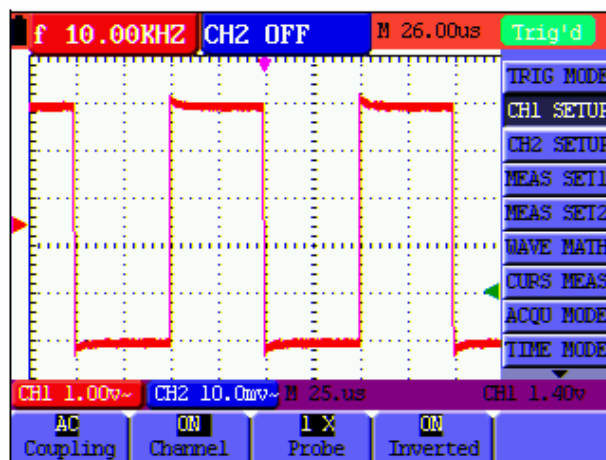 f 10.00KHZ CH2 OFF M 26.00us Trig'd
TRIG MODE
CH1 SETUP
CH2 SETUP
MEAS SET1
MEAS SET2
WAVE MATH
CURS MEAS
ACQU MODE
TIME MODE
CH1 1.00v~ CH2 10.0mv~ M 25.us CH1 1.40v
AC ON 1 X ON
Coupling Channel Probe Inverted